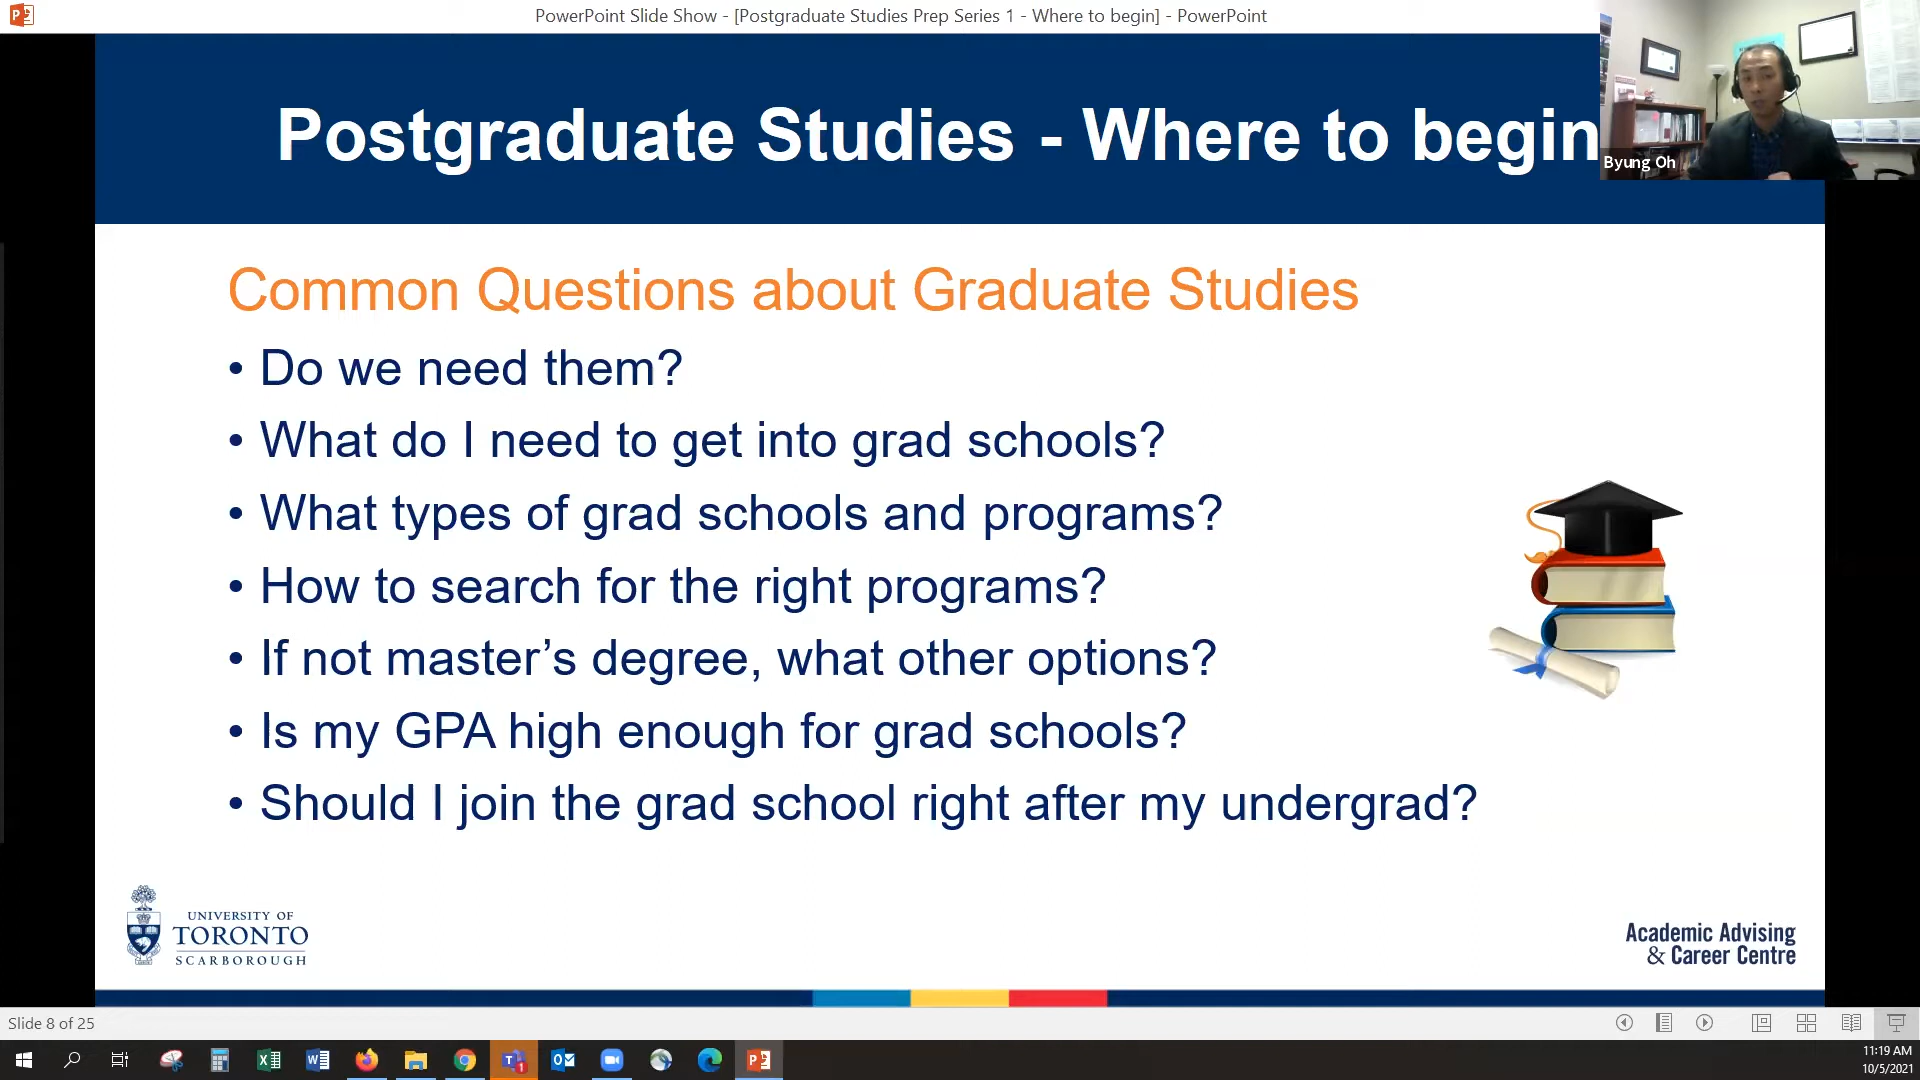 PowerPoint Slide Show - [Postgraduate Studies Prep Series 1 - Where to begin] - PowerPoint
Postgraduate Studies - Where to begin
Byung Oh
Common Questions about Graduate Studies
• Do we need them?
• What do I need to get into grad schools?
• What types of grad schools and programs?
• How to search for the right programs?
• If not master’s degree, what other options?
• Is my GPA high enough for grad schools?
• Should I join the grad school right after my undergrad?
UNIVERSITY OF
TORONTO
SCARBOROUGH
Academic Advising
& Career Centre
Slide 8 of 25
11:19 AM
10/5/2021